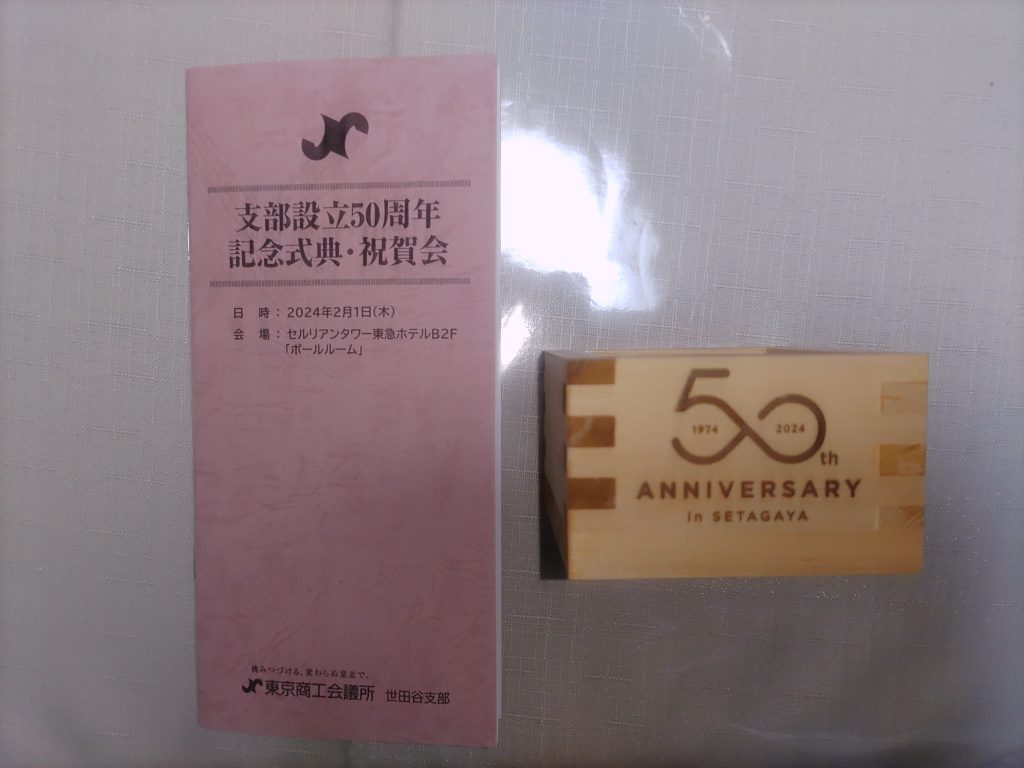 支部設立50周年
記念式典・祝賀会
日 時 : 2024年2月1日(木)
会 場 : セルリアンタワー東急ホテルB2F
「ボールルーム」
挑みつづける、変わらぬ意志で。
東京商工会議所 世田谷支部
50th
1974 2024
ANNIVERSARY
in SETAGAYA